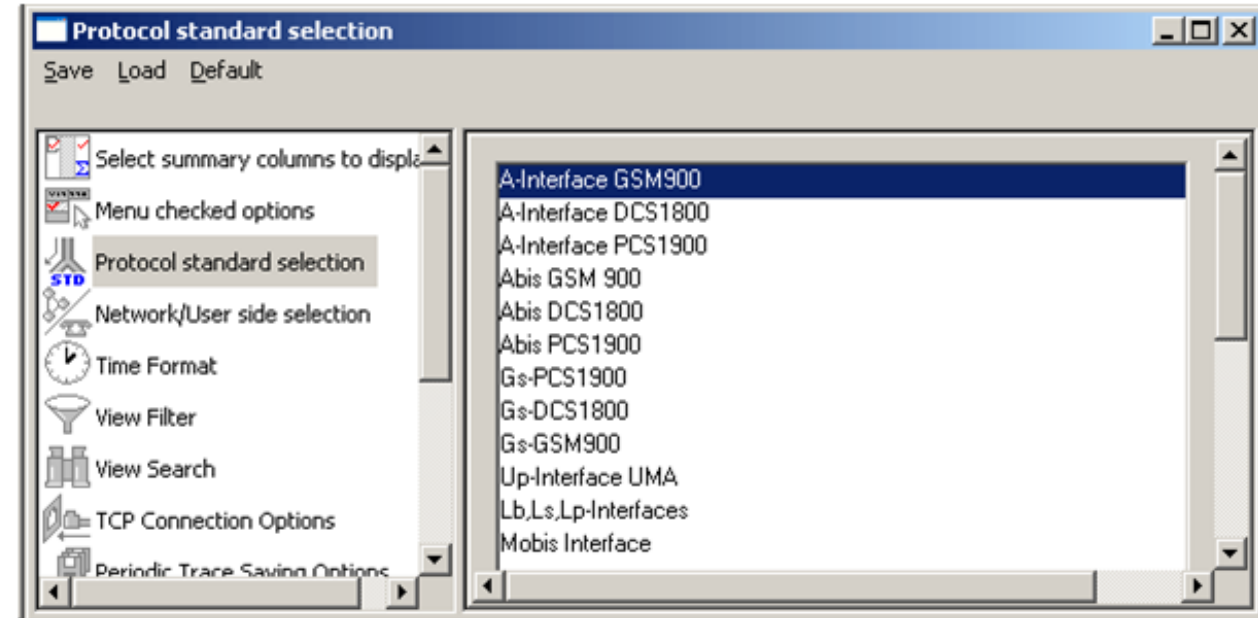 Protocol standard selection
Save Load Default
Select summary columns to displa
Menu checked options
Protocol standard selection
STD
Network/User side selection
Time Format
View Filter
View Search
TCP Connection Options
Periodic Trace Saving Options
A-Interface GSM900
A-Interface DCS1800
A-Interface PCS1900
Abis GSM 900
Abis DCS1800
Abis PCS1900
Gs-PCS1900
Gs-DCS1800
Gs-GSM900
Up-Interface UMA
Lb,Ls,Lp-Interfaces
Mobis Interface